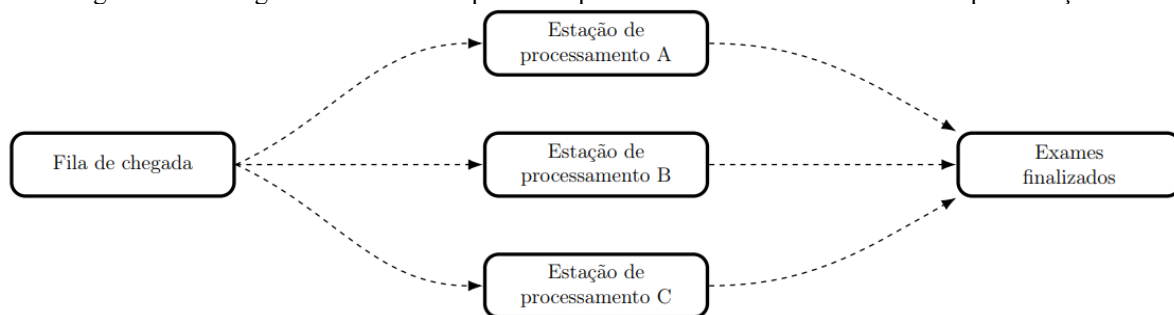 Estação de
processamento A
Fila de chegada
Estação de
processamento B
Exames
finalizados
Estação de
processamento C